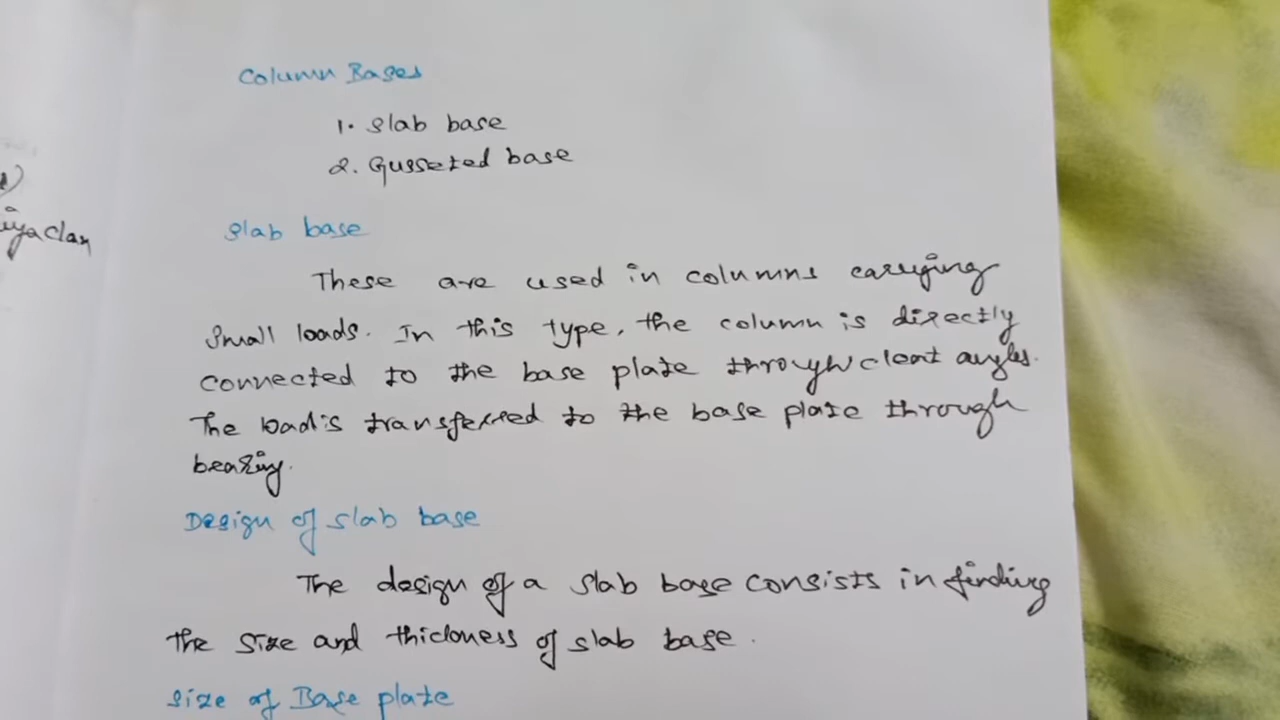 Column Bases
1. Slab base
2. Gusseted base
Slab base
These are used in columns carrying
Small loads. In this type, the column is directly
connected to the base plate through cleat angles.
The load is transferred to the base plate through
bearing.
Design of slab base
The design of a slab base consists in finding
the size and thickness of slab base.
Size of Base plate